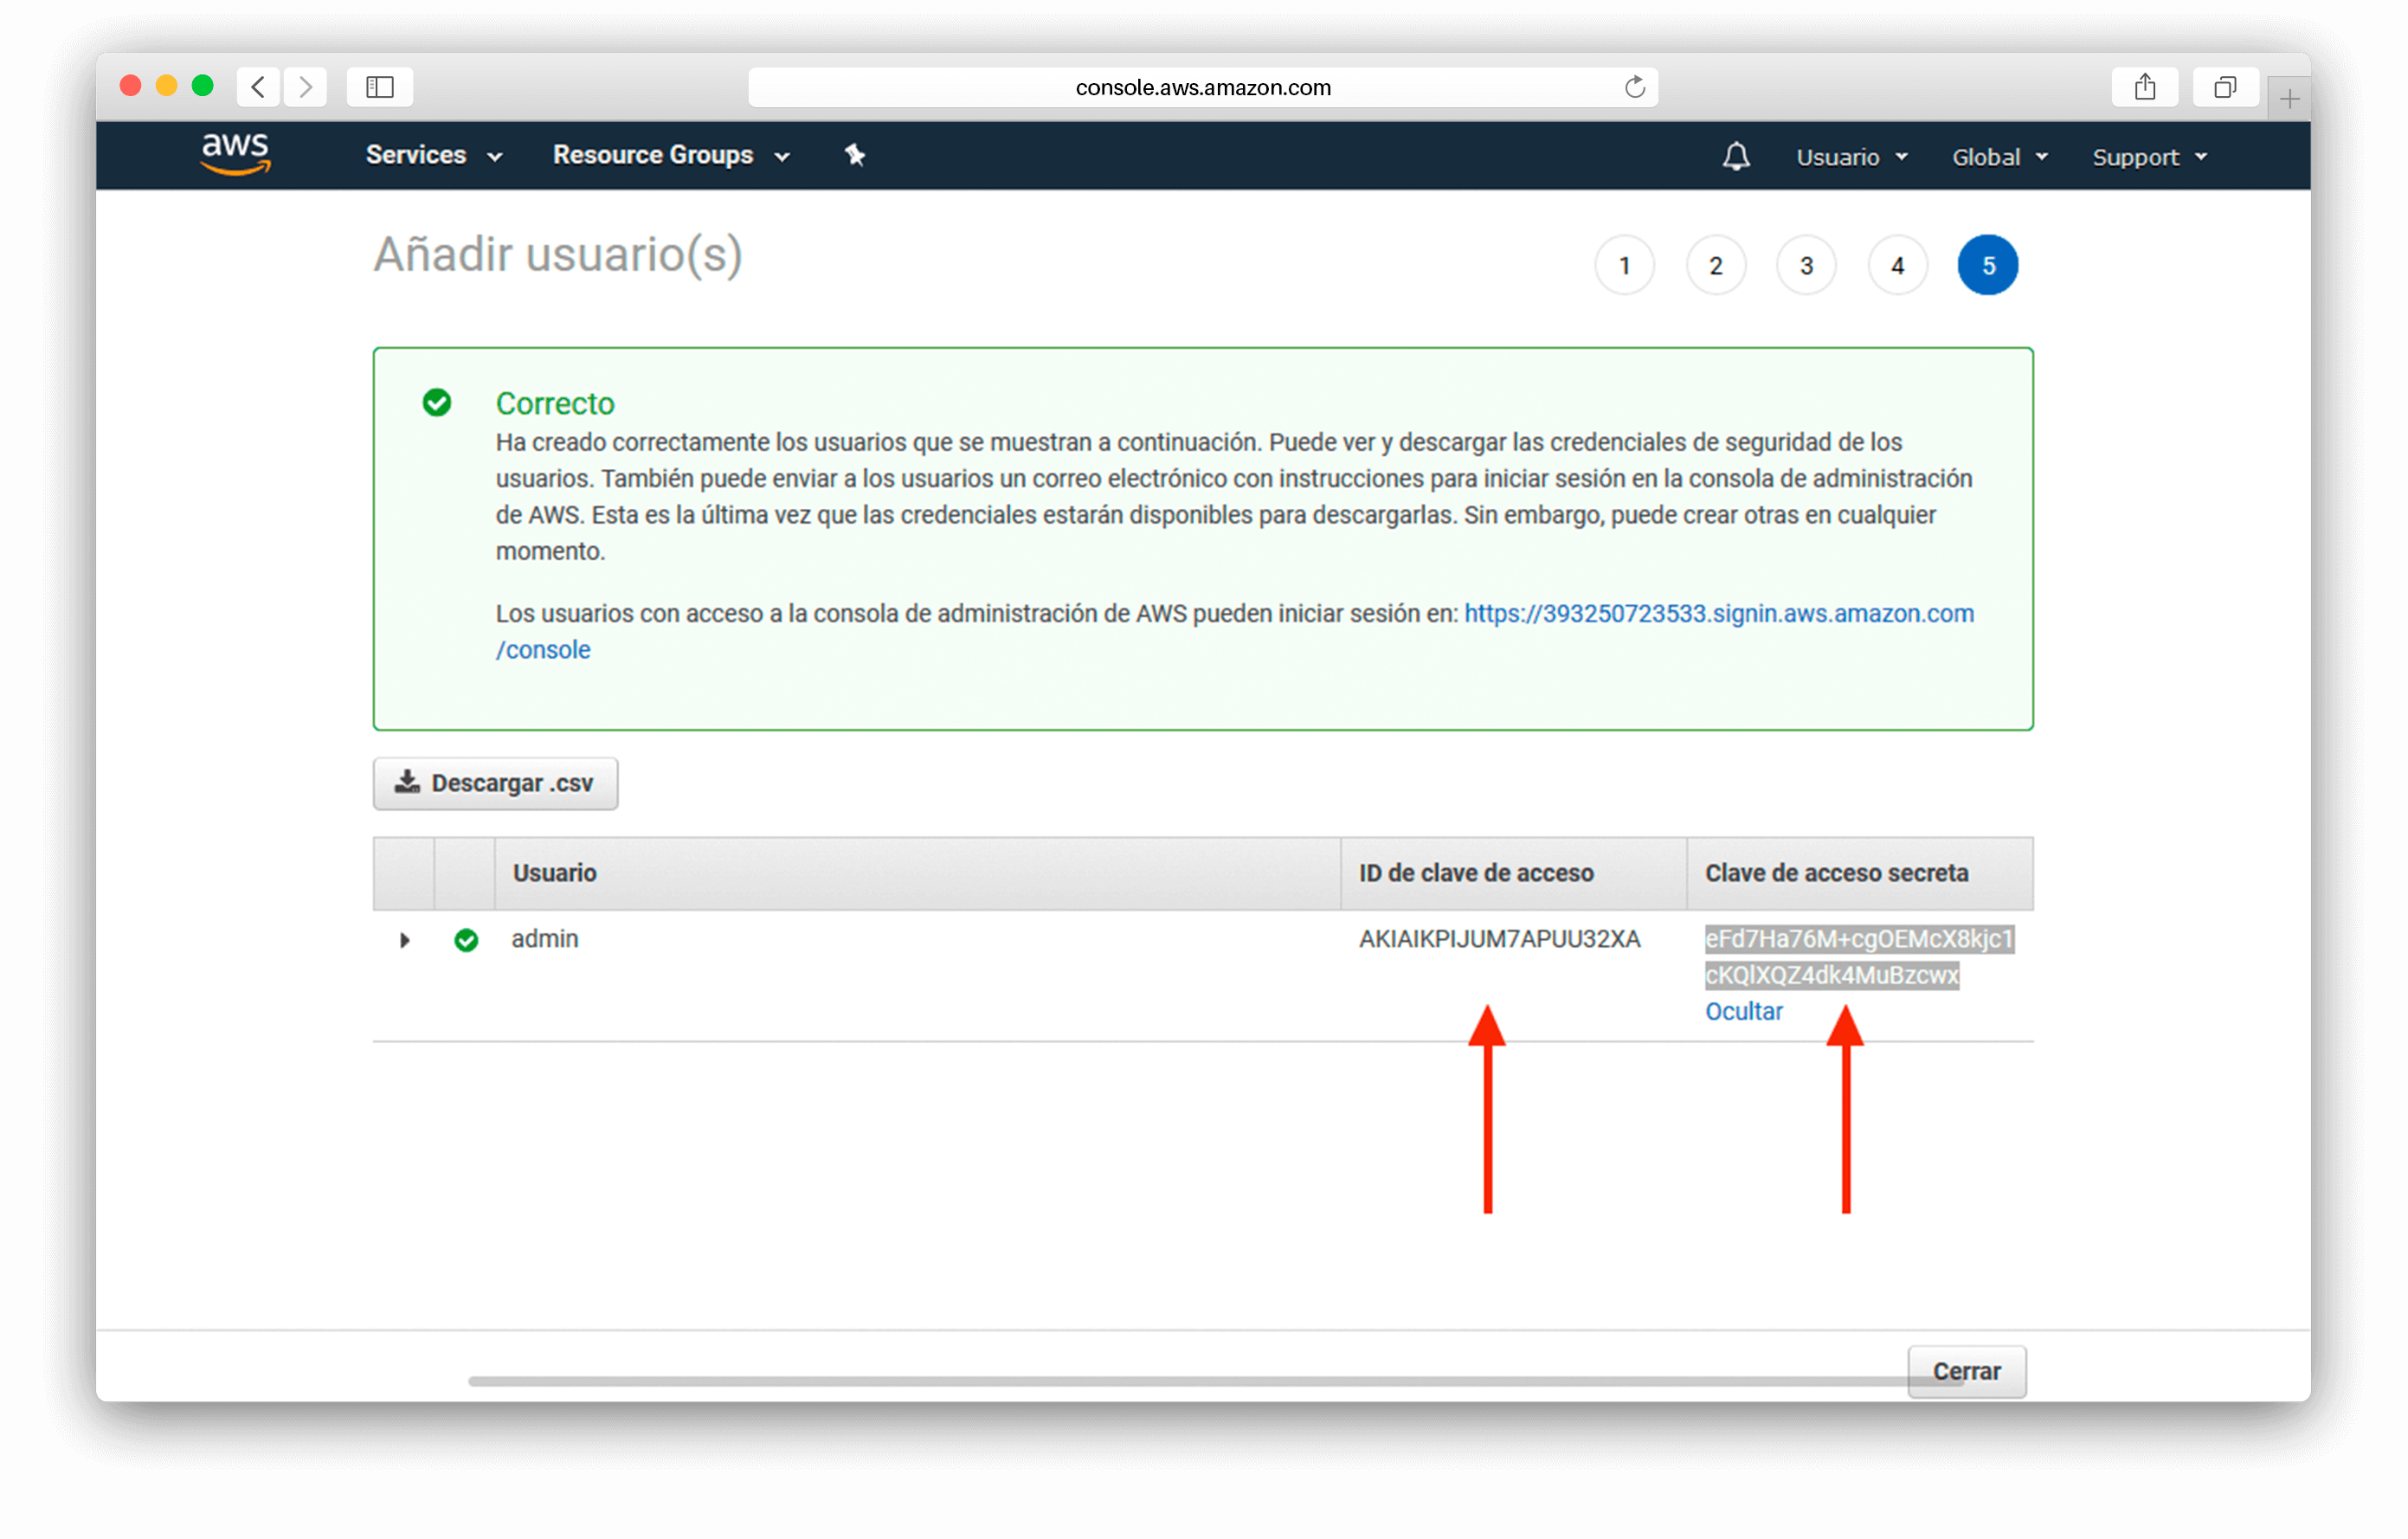 console.aws.amazon.com
aws
Services
Resource Groups
Usuario
Global
Support
Añadir usuario(s)
1
2
3
4
5
Correcto
Ha creado correctamente los usuarios que se muestran a continuación. Puede ver y descargar las credenciales de seguridad de los
usuarios. También puede enviar a los usuarios un correo electrónico con instrucciones para iniciar sesión en la consola de administración
de AWS. Esta es la última vez que las credenciales estarán disponibles para descargarlas. Sin embargo, puede crear otras en cualquier
momento.
Los usuarios con acceso a la consola de administración de AWS pueden iniciar sesión en: https://393250723533.signin.aws.amazon.com
/console
Descargar .csv
Usuario
ID de clave de acceso
Clave de acceso secreta
admin
AKIAIKPIJUM7APUU32XA
eFd7Ha76M+cgOEMcX8kjc1
cKQlXQZ4dk4MuBzcwx
Ocultar
Cerrar